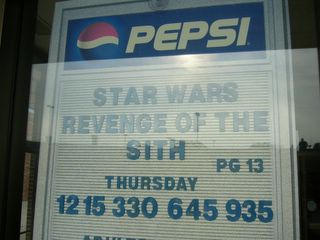 PEPSI
STAR WARS
REVENGE OF THE
SITH PG 13
THURSDAY
12 15 330 645 935